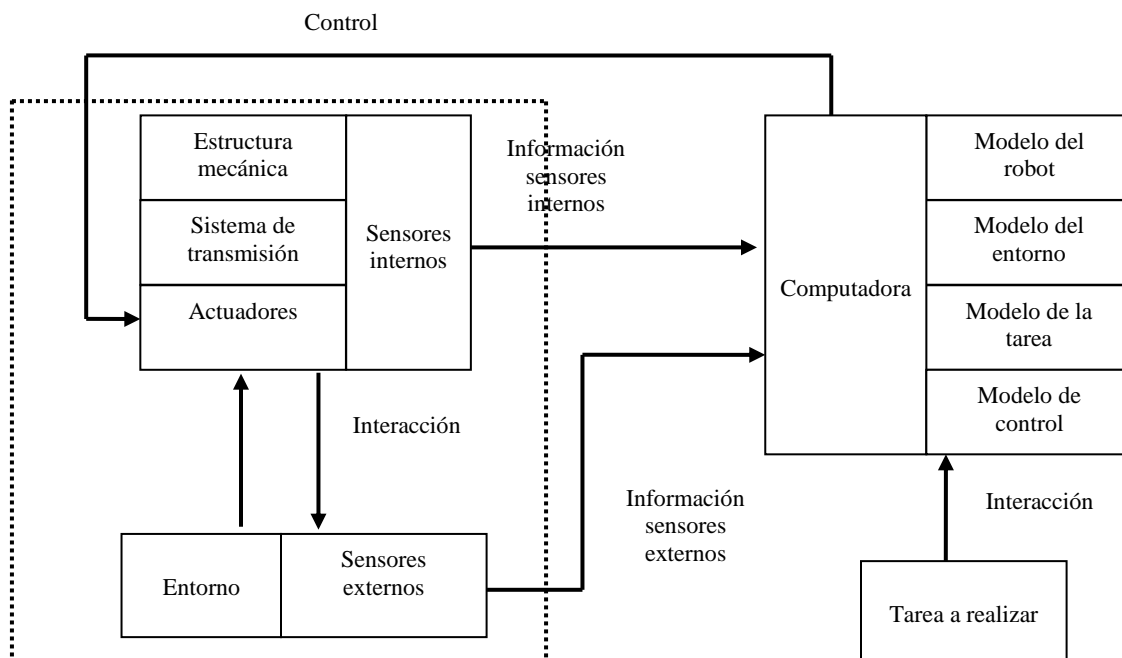 Control
Estructura
mecánica
Sistema de
transmisión
Actuadores
Sensores
internos
Información
sensores
internos
Computadora
Modelo del
robot
Modelo del
entorno
Modelo de la
tarea
Modelo de
control
Interacción
Entorno
Sensores
externos
Información
sensores
externos
Interacción
Tarea a realizar